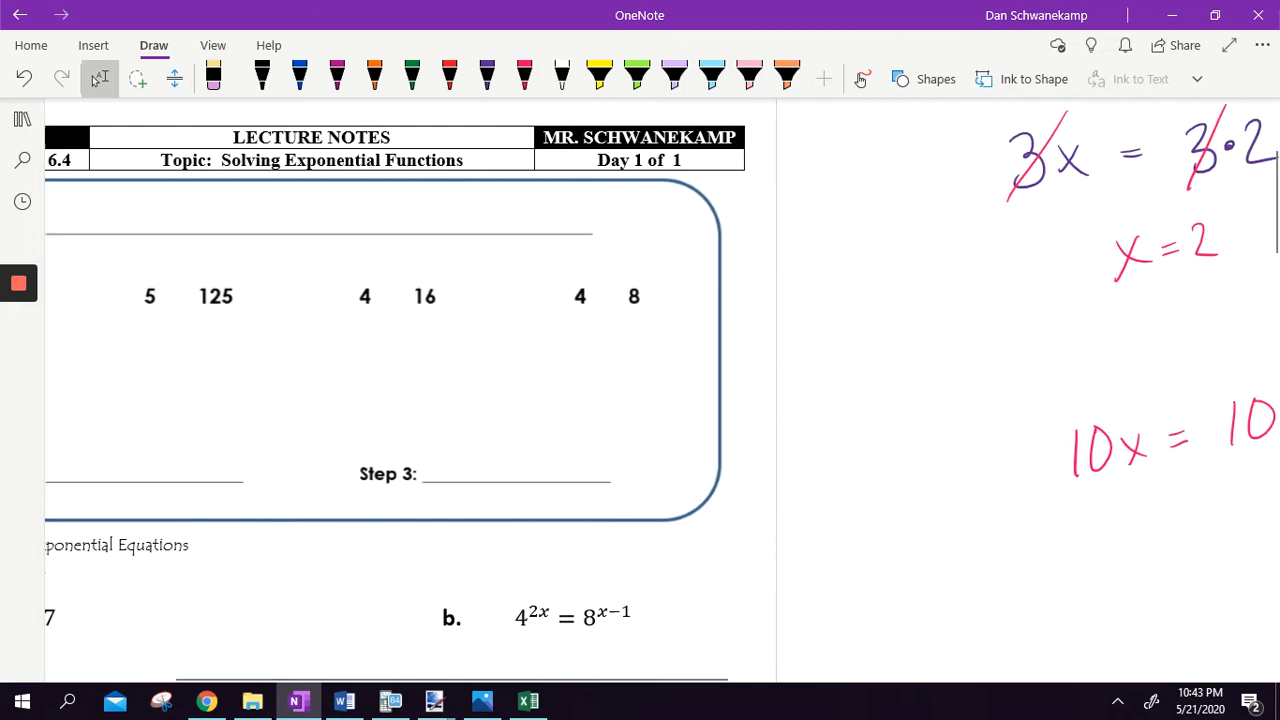 OneNote
Dan Schwanekamp
Home Insert Draw View Help
Share
Shapes Ink to Shape Ink to Text
LECTURE NOTES MR. SCHWANEKAMP
6.4 Topic: Solving Exponential Functions Day 1 of 1
3x = 3·2
x = 2
5 125 4 16 4 8
10x = 10
Step 3:
ponential Equations
7 b. 4^{2x} = 8^{x−1}
10:43 PM
5/21/2020
2